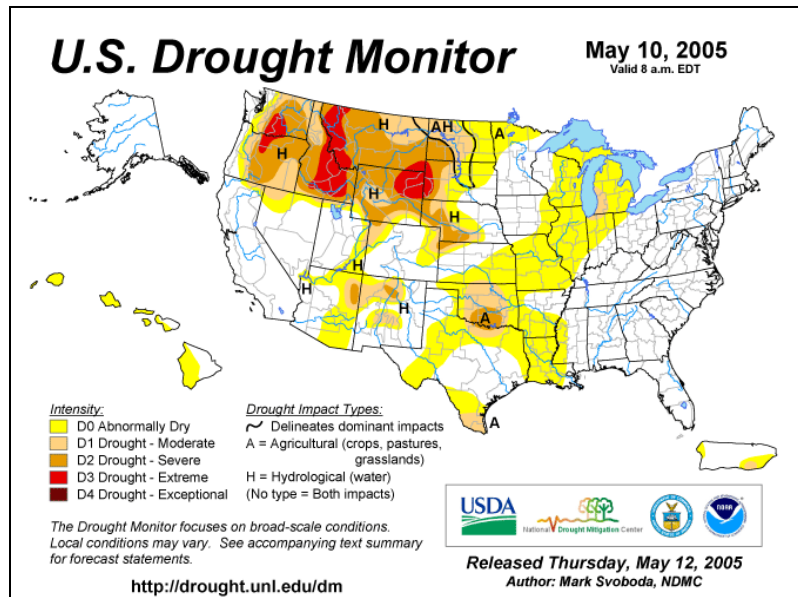 U.S. Drought Monitor
May 10, 2005
Valid 8 a.m. EDT
H
AH
A
H
H
H
H
H
H
A
A
Intensity:
D0 Abnormally Dry
D1 Drought - Moderate
D2 Drought - Severe
D3 Drought - Extreme
D4 Drought - Exceptional
Drought Impact Types:
Delineates dominant impacts
A = Agricultural (crops, pastures,
grasslands)
H = Hydrological (water)
(No type = Both impacts)
USDA
National Drought Mitigation Center
NOAA
The Drought Monitor focuses on broad-scale conditions.
Local conditions may vary. See accompanying text summary
for forecast statements.
http://drought.unl.edu/dm
Released Thursday, May 12, 2005
Author: Mark Svoboda, NDMC